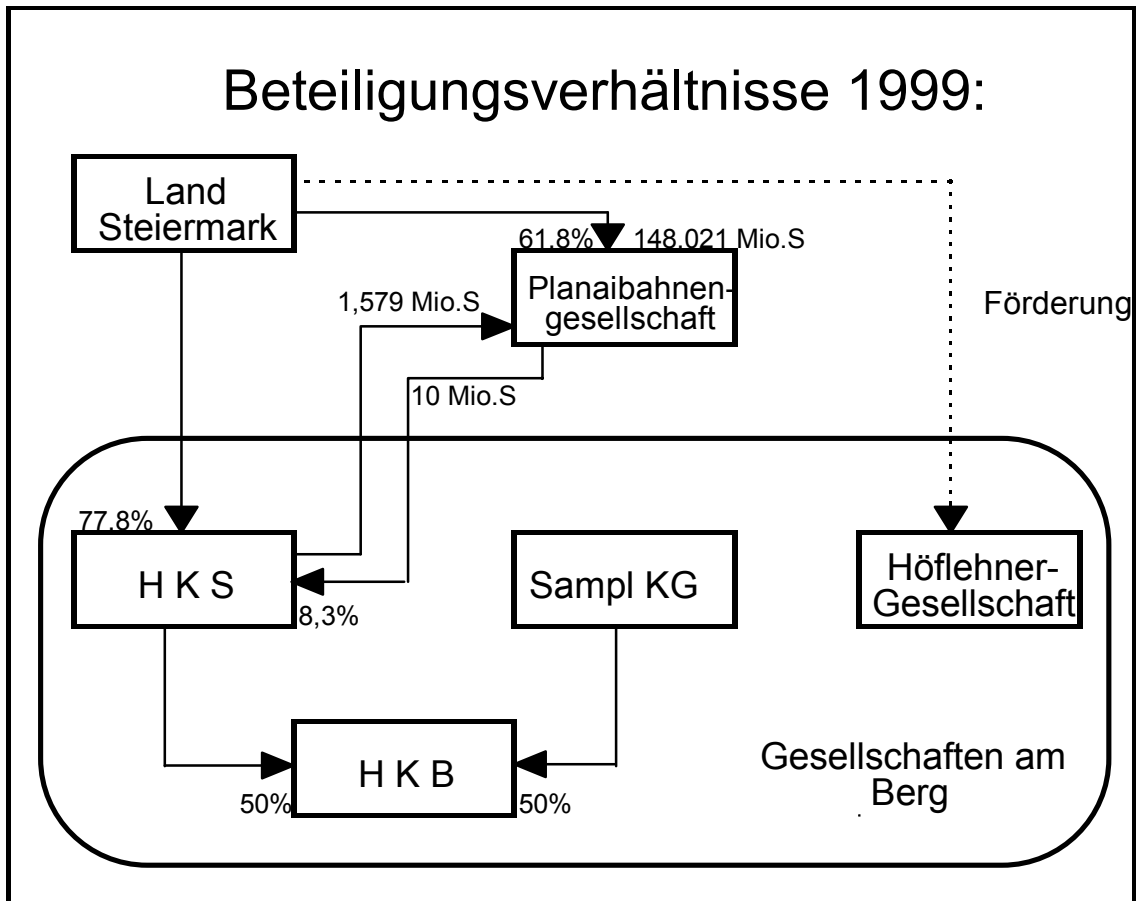 Beteiligungsverhältnisse 1999:
Land
Steiermark
61,8% 148.021 Mio.S
Planaibahnen-
gesellschaft
1,579 Mio.S
Förderung
10 Mio.S
77,8%
H K S
Sampl KG
Höflehner-
Gesellschaft
8,3%
H K B
Gesellschaften am
Berg
50%
50%